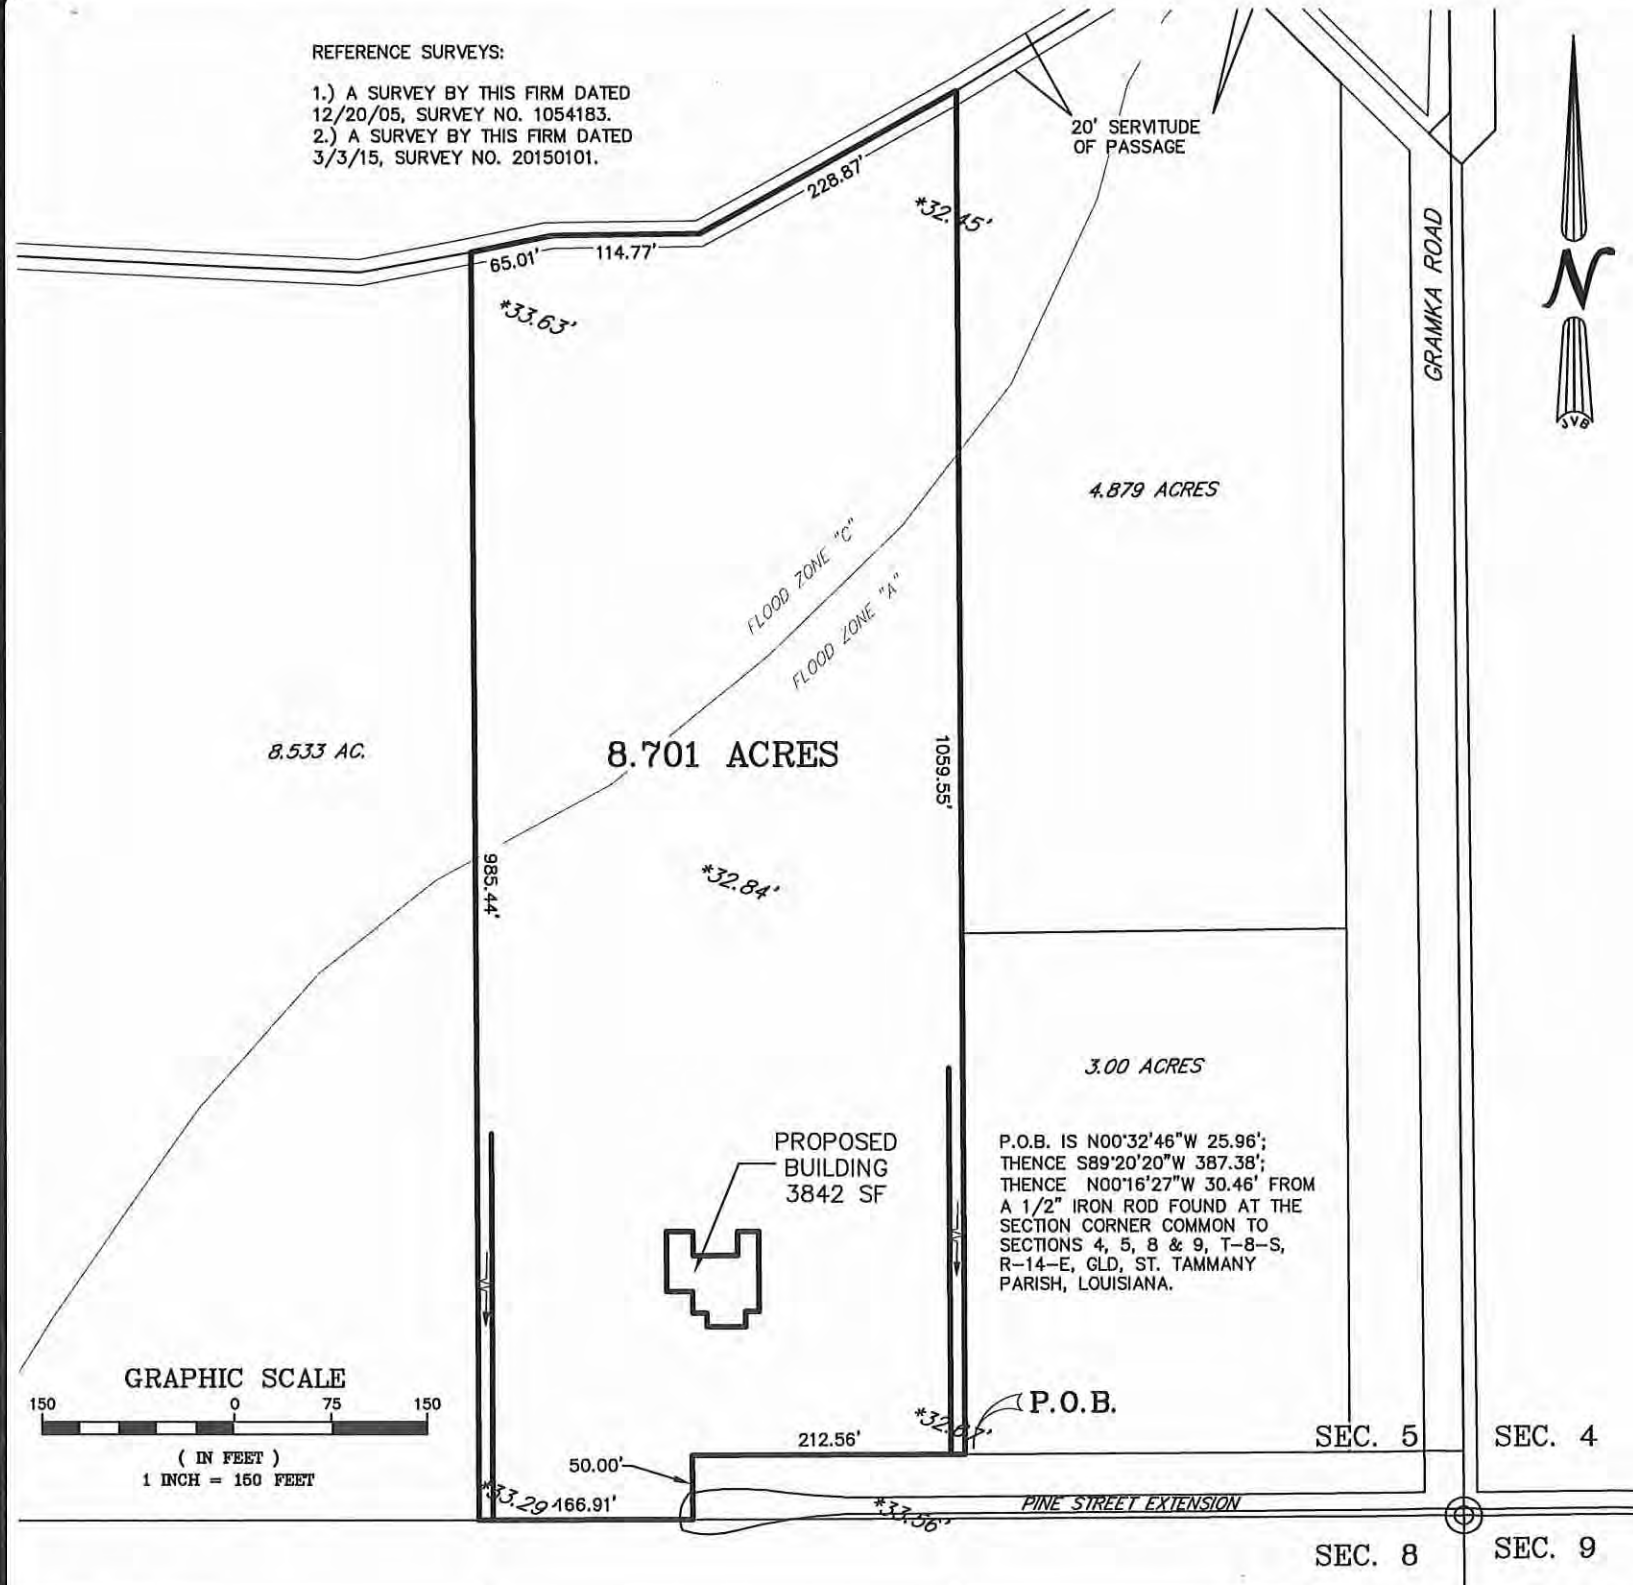 REFERENCE SURVEYS:
1.) A SURVEY BY THIS FIRM DATED
12/20/05, SURVEY NO. 1054183.
2.) A SURVEY BY THIS FIRM DATED
3/3/15, SURVEY NO. 20150101.
20' SERVITUDE
OF PASSAGE
GRAMKA ROAD
N
JVB
228.87'
*32.45'
65.01'
114.77'
*33.63'
4.879 ACRES
FLOOD ZONE "C"
FLOOD ZONE "A"
8.533 AC.
8.701 ACRES
1059.55'
985.44'
*32.84'
3.00 ACRES
PROPOSED
BUILDING
3842 SF
P.O.B. IS N00°32'46"W 25.96';
THENCE S89°20'20"W 387.38';
THENCE N00°16'27"W 30.46' FROM
A 1/2" IRON ROD FOUND AT THE
SECTION CORNER COMMON TO
SECTIONS 4, 5, 8 & 9, T-8-S,
R-14-E, GLD, ST. TAMMANY
PARISH, LOUISIANA.
GRAPHIC SCALE
150 0 75 150
( IN FEET )
1 INCH = 150 FEET
P.O.B.
212.56'
50.00'
*33.29'
166.91'
*33.56'
PINE STREET EXTENSION
SEC. 5
SEC. 4
SEC. 8
SEC. 9